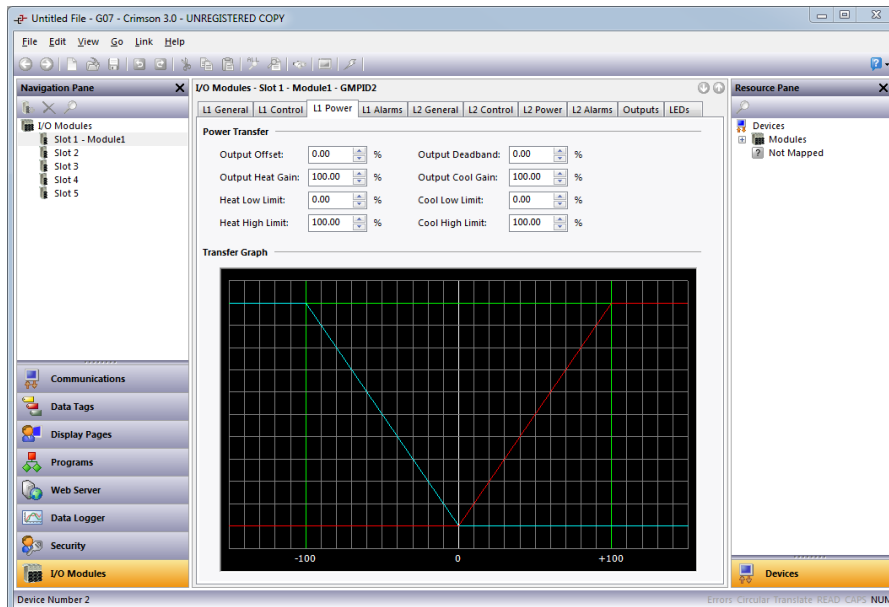 Untitled File - G07 - Crimson 3.0 - UNREGISTERED COPY
File Edit View Go Link Help
Navigation Pane
I/O Modules
Slot 1 - Module1
Slot 2
Slot 3
Slot 4
Slot 5
Communications
Data Tags
Display Pages
Programs
Web Server
Data Logger
Security
I/O Modules
I/O Modules - Slot 1 - Module1 - GMPID2
L1 General L1 Control L1 Power L1 Alarms L2 General L2 Control L2 Power L2 Alarms Outputs LEDs
Power Transfer
Output Offset: 0.00 % Output Deadband: 0.00 %
Output Heat Gain: 100.00 % Output Cool Gain: 100.00 %
Heat Low Limit: 0.00 % Cool Low Limit: 0.00 %
Heat High Limit: 100.00 % Cool High Limit: 100.00 %
Transfer Graph
-100 0 +100
Resource Pane
Devices
Modules
Not Mapped
Devices
Device Number 2
Errors Circular Translate READ CAPS NUM